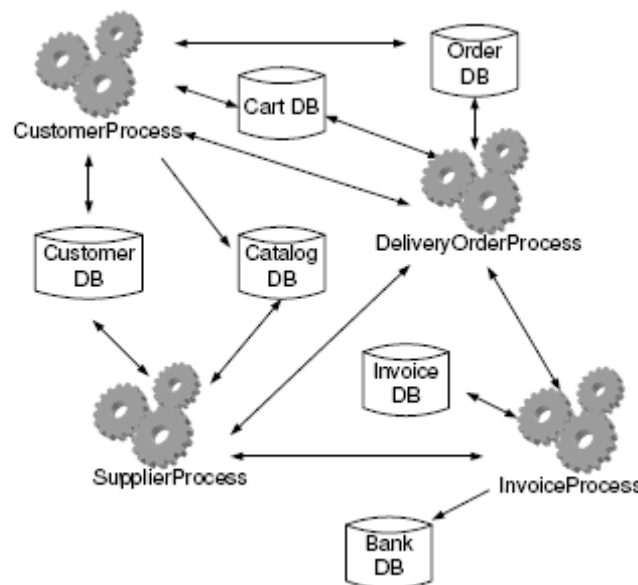 Order
DB
Cart DB
CustomerProcess
Customer
DB
Catalog
DB
DeliveryOrderProcess
Invoice
DB
SupplierProcess
InvoiceProcess
Bank
DB